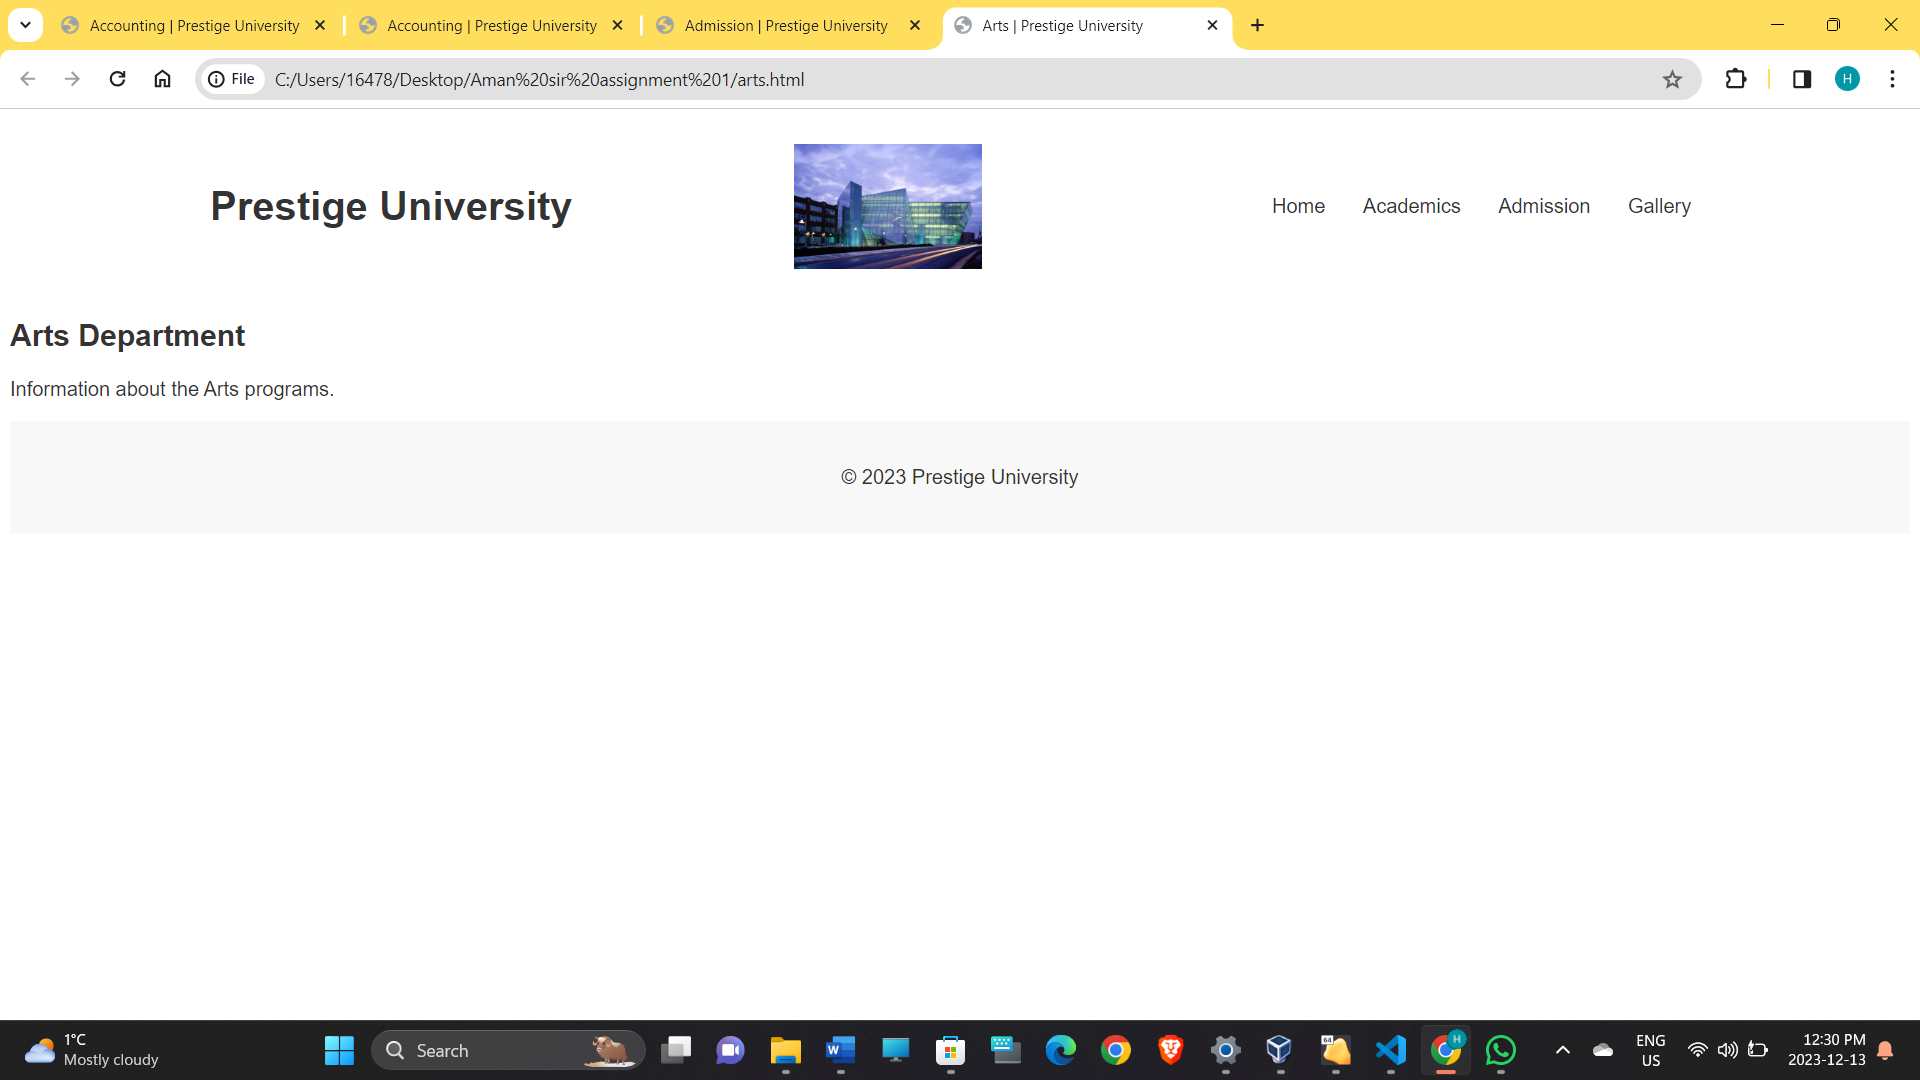 Accounting | Prestige University
Accounting | Prestige University
Admission | Prestige University
Arts | Prestige University
File
C:/Users/16478/Desktop/Aman%20sir%20assignment%201/arts.html
H
Prestige University
Home
Academics
Admission
Gallery
Arts Department
Information about the Arts programs.
© 2023 Prestige University
1°C
Mostly cloudy
Search
W
64
H
ENG
US
12:30 PM
2023-12-13